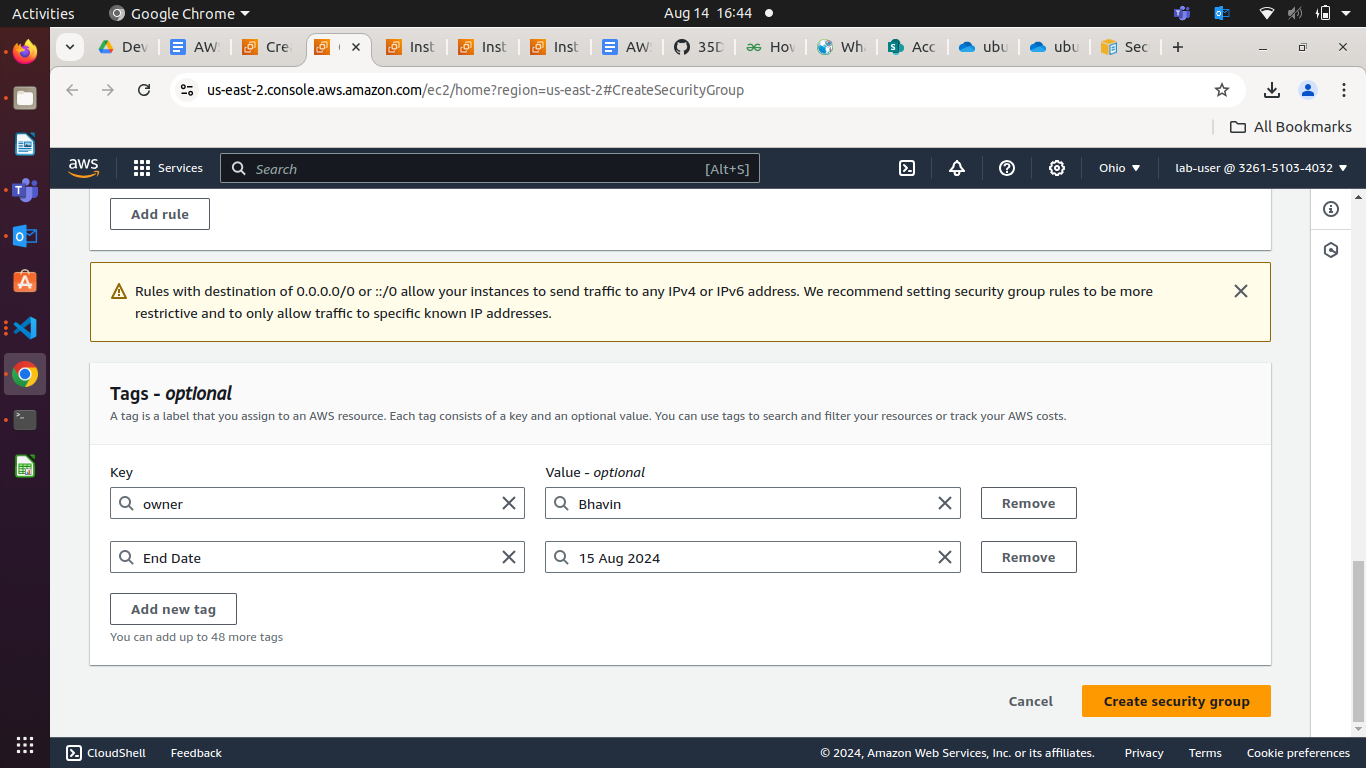 Activities
Google Chrome
Aug 14 16:44
Dev
AWS
Crea
Inst
Inst
Inst
AWS
35D
How
Wha
Acc
ubu
ubu
Sec
us-east-2.console.aws.amazon.com/ec2/home?region=us-east-2#CreateSecurityGroup
All Bookmarks
aws
Services
Search
[Alt+S]
Ohio
lab-user @ 3261-5103-4032
Add rule
Rules with destination of 0.0.0.0/0 or ::/0 allow your instances to send traffic to any IPv4 or IPv6 address. We recommend setting security group rules to be more
restrictive and to only allow traffic to specific known IP addresses.
Tags - optional
A tag is a label that you assign to an AWS resource. Each tag consists of a key and an optional value. You can use tags to search and filter your resources or track your AWS costs.
Key
Value - optional
owner
Bhavin
Remove
End Date
15 Aug 2024
Remove
Add new tag
You can add up to 48 more tags
Cancel
Create security group
CloudShell
Feedback
© 2024, Amazon Web Services, Inc. or its affiliates.
Privacy
Terms
Cookie preferences